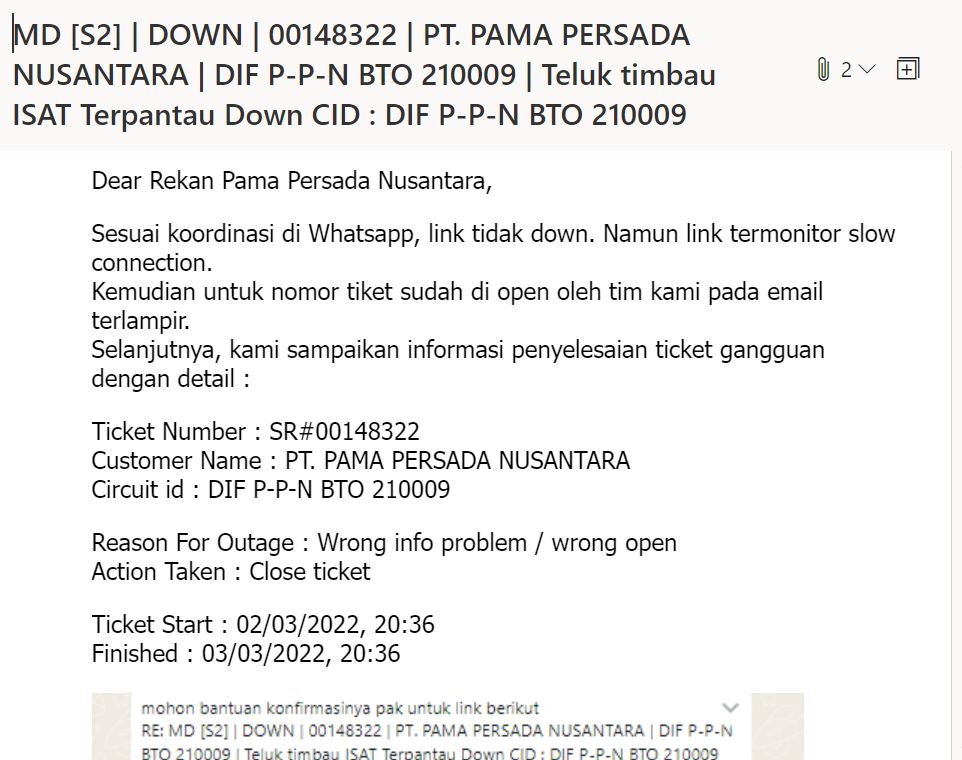 MD [S2] | DOWN | 00148322 | PT. PAMA PERSADA
NUSANTARA | DIF P-P-N BTO 210009 | Teluk timbau
ISAT Terpantau Down CID : DIF P-P-N BTO 210009
2
Dear Rekan Pama Persada Nusantara,
Sesuai koordinasi di Whatsapp, link tidak down. Namun link termonitor slow
connection.
Kemudian untuk nomor tiket sudah di open oleh tim kami pada email
terlampir.
Selanjutnya, kami sampaikan informasi penyelesaian ticket gangguan
dengan detail :
Ticket Number : SR#00148322
Customer Name : PT. PAMA PERSADA NUSANTARA
Circuit id : DIF P-P-N BTO 210009
Reason For Outage : Wrong info problem / wrong open
Action Taken : Close ticket
Ticket Start : 02/03/2022, 20:36
Finished : 03/03/2022, 20:36
mohon bantuan konfirmasinya pak untuk link berikut
RE: MD [S2] | DOWN | 00148322 | PT. PAMA PERSADA NUSANTARA | DIF P-P-N
BTO 210009 | Teluk timbau ISAT Terpantau Down CID : DIF P-P-N BTO 210009